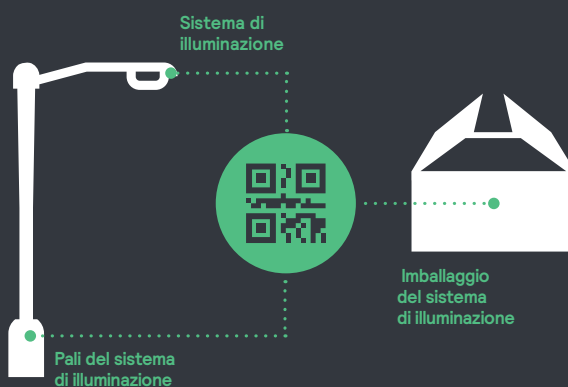 Sistema di
illuminazione
Imballaggio
del sistema
di illuminazione
Pali del sistema
di illuminazione